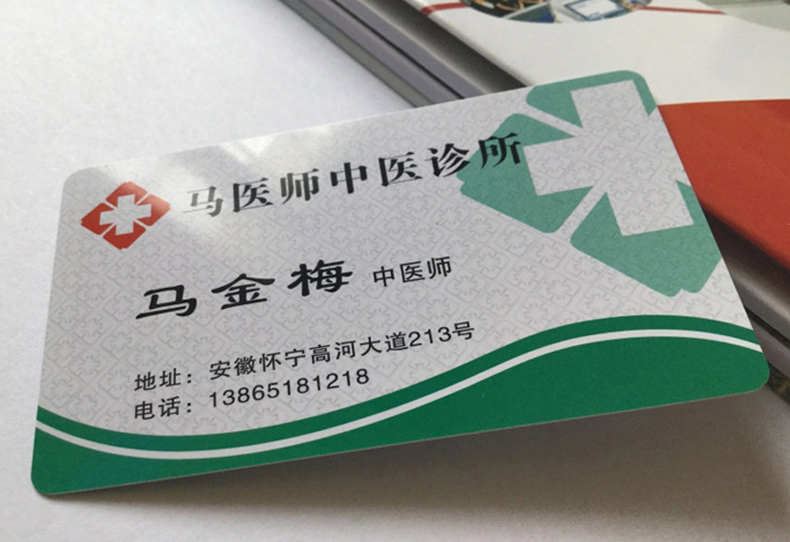 马医师中医诊所
马金梅 中医师
地址：安徽怀宁高河大道213号
电话：13865181218